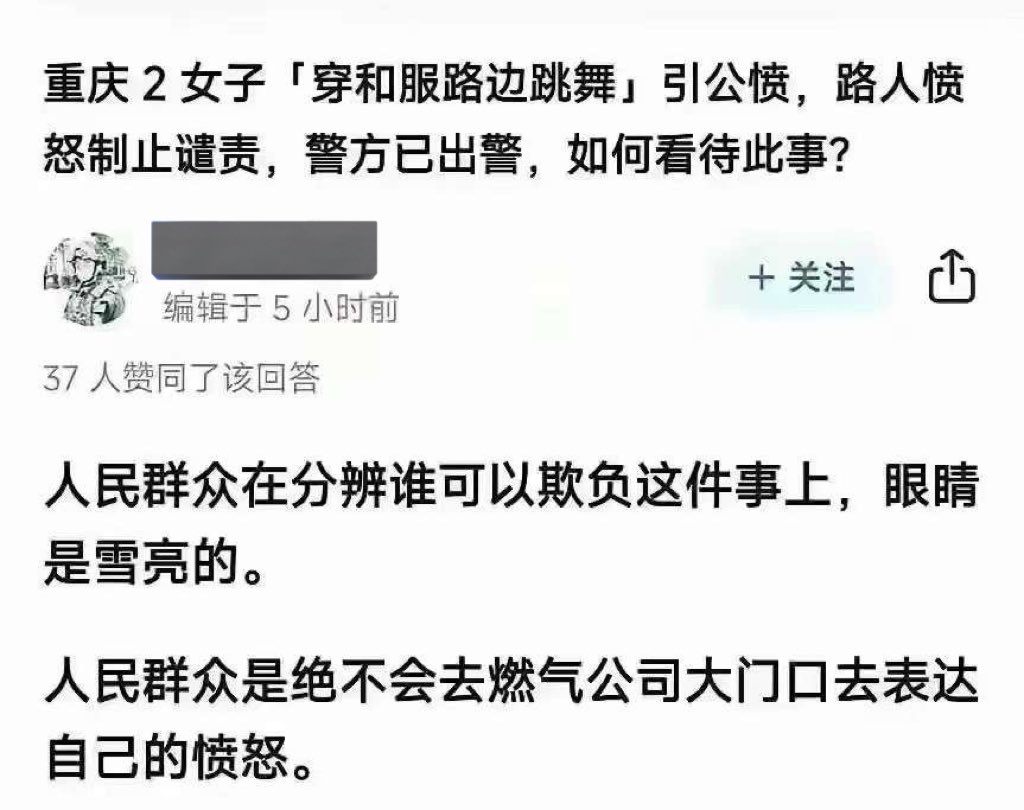 重庆 2 女子「穿和服路边跳舞」引公愤，路人愤
怒制止谴责，警方已出警，如何看待此事?
编辑于 5 小时前
+ 关注
37 人赞同了该回答
人民群众在分辨谁可以欺负这件事上，眼睛
是雪亮的。
人民群众是绝不会去燃气公司大门口去表达
自己的愤怒。